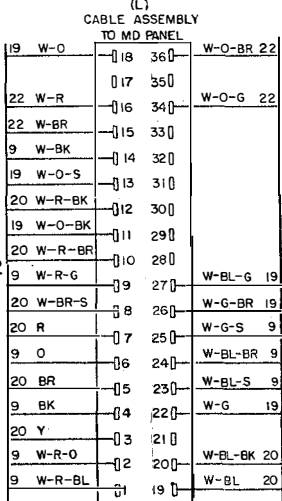 (L)
CABLE ASSEMBLY
TO MD PANEL
19 W-O 18 36 W-O-BR 22
17 35
22 W-R 16 34 W-O-G 22
22 W-BR 15 33
9 W-BK 14 32
19 W-O-S 13 31
20 W-R-BK 12 30
19 W-O-BK 11 29
20 W-R-BR 10 28
9 W-R-G 9 27 W-BL-G 19
20 W-BR-S 8 26 W-G-BR 19
20 R 7 25 W-G-S 9
9 O 6 24 W-BL-BR 9
20 BR 5 23 W-BL-S 9
9 BK 4 22 W-G 19
20 Y 3 21
9 W-R-O 2 20 W-BL-BK 20
9 W-R-BL 1 19 W-BL 20